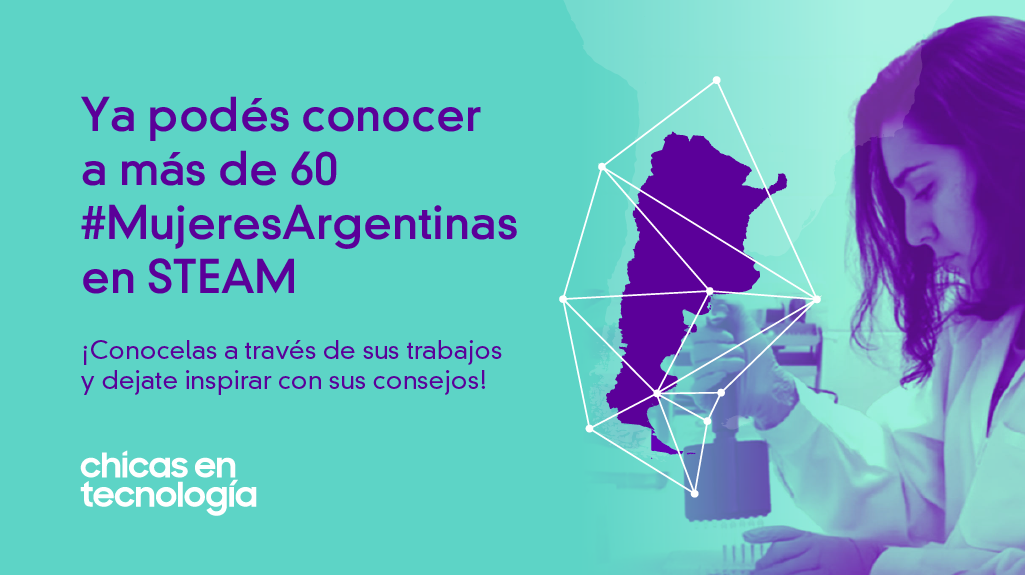 Ya podés conocer
a más de 60
#MujeresArgentinas
en STEAM
¡Conocelas a través de sus trabajos
y dejate inspirar con sus consejos!
chicas en
tecnología